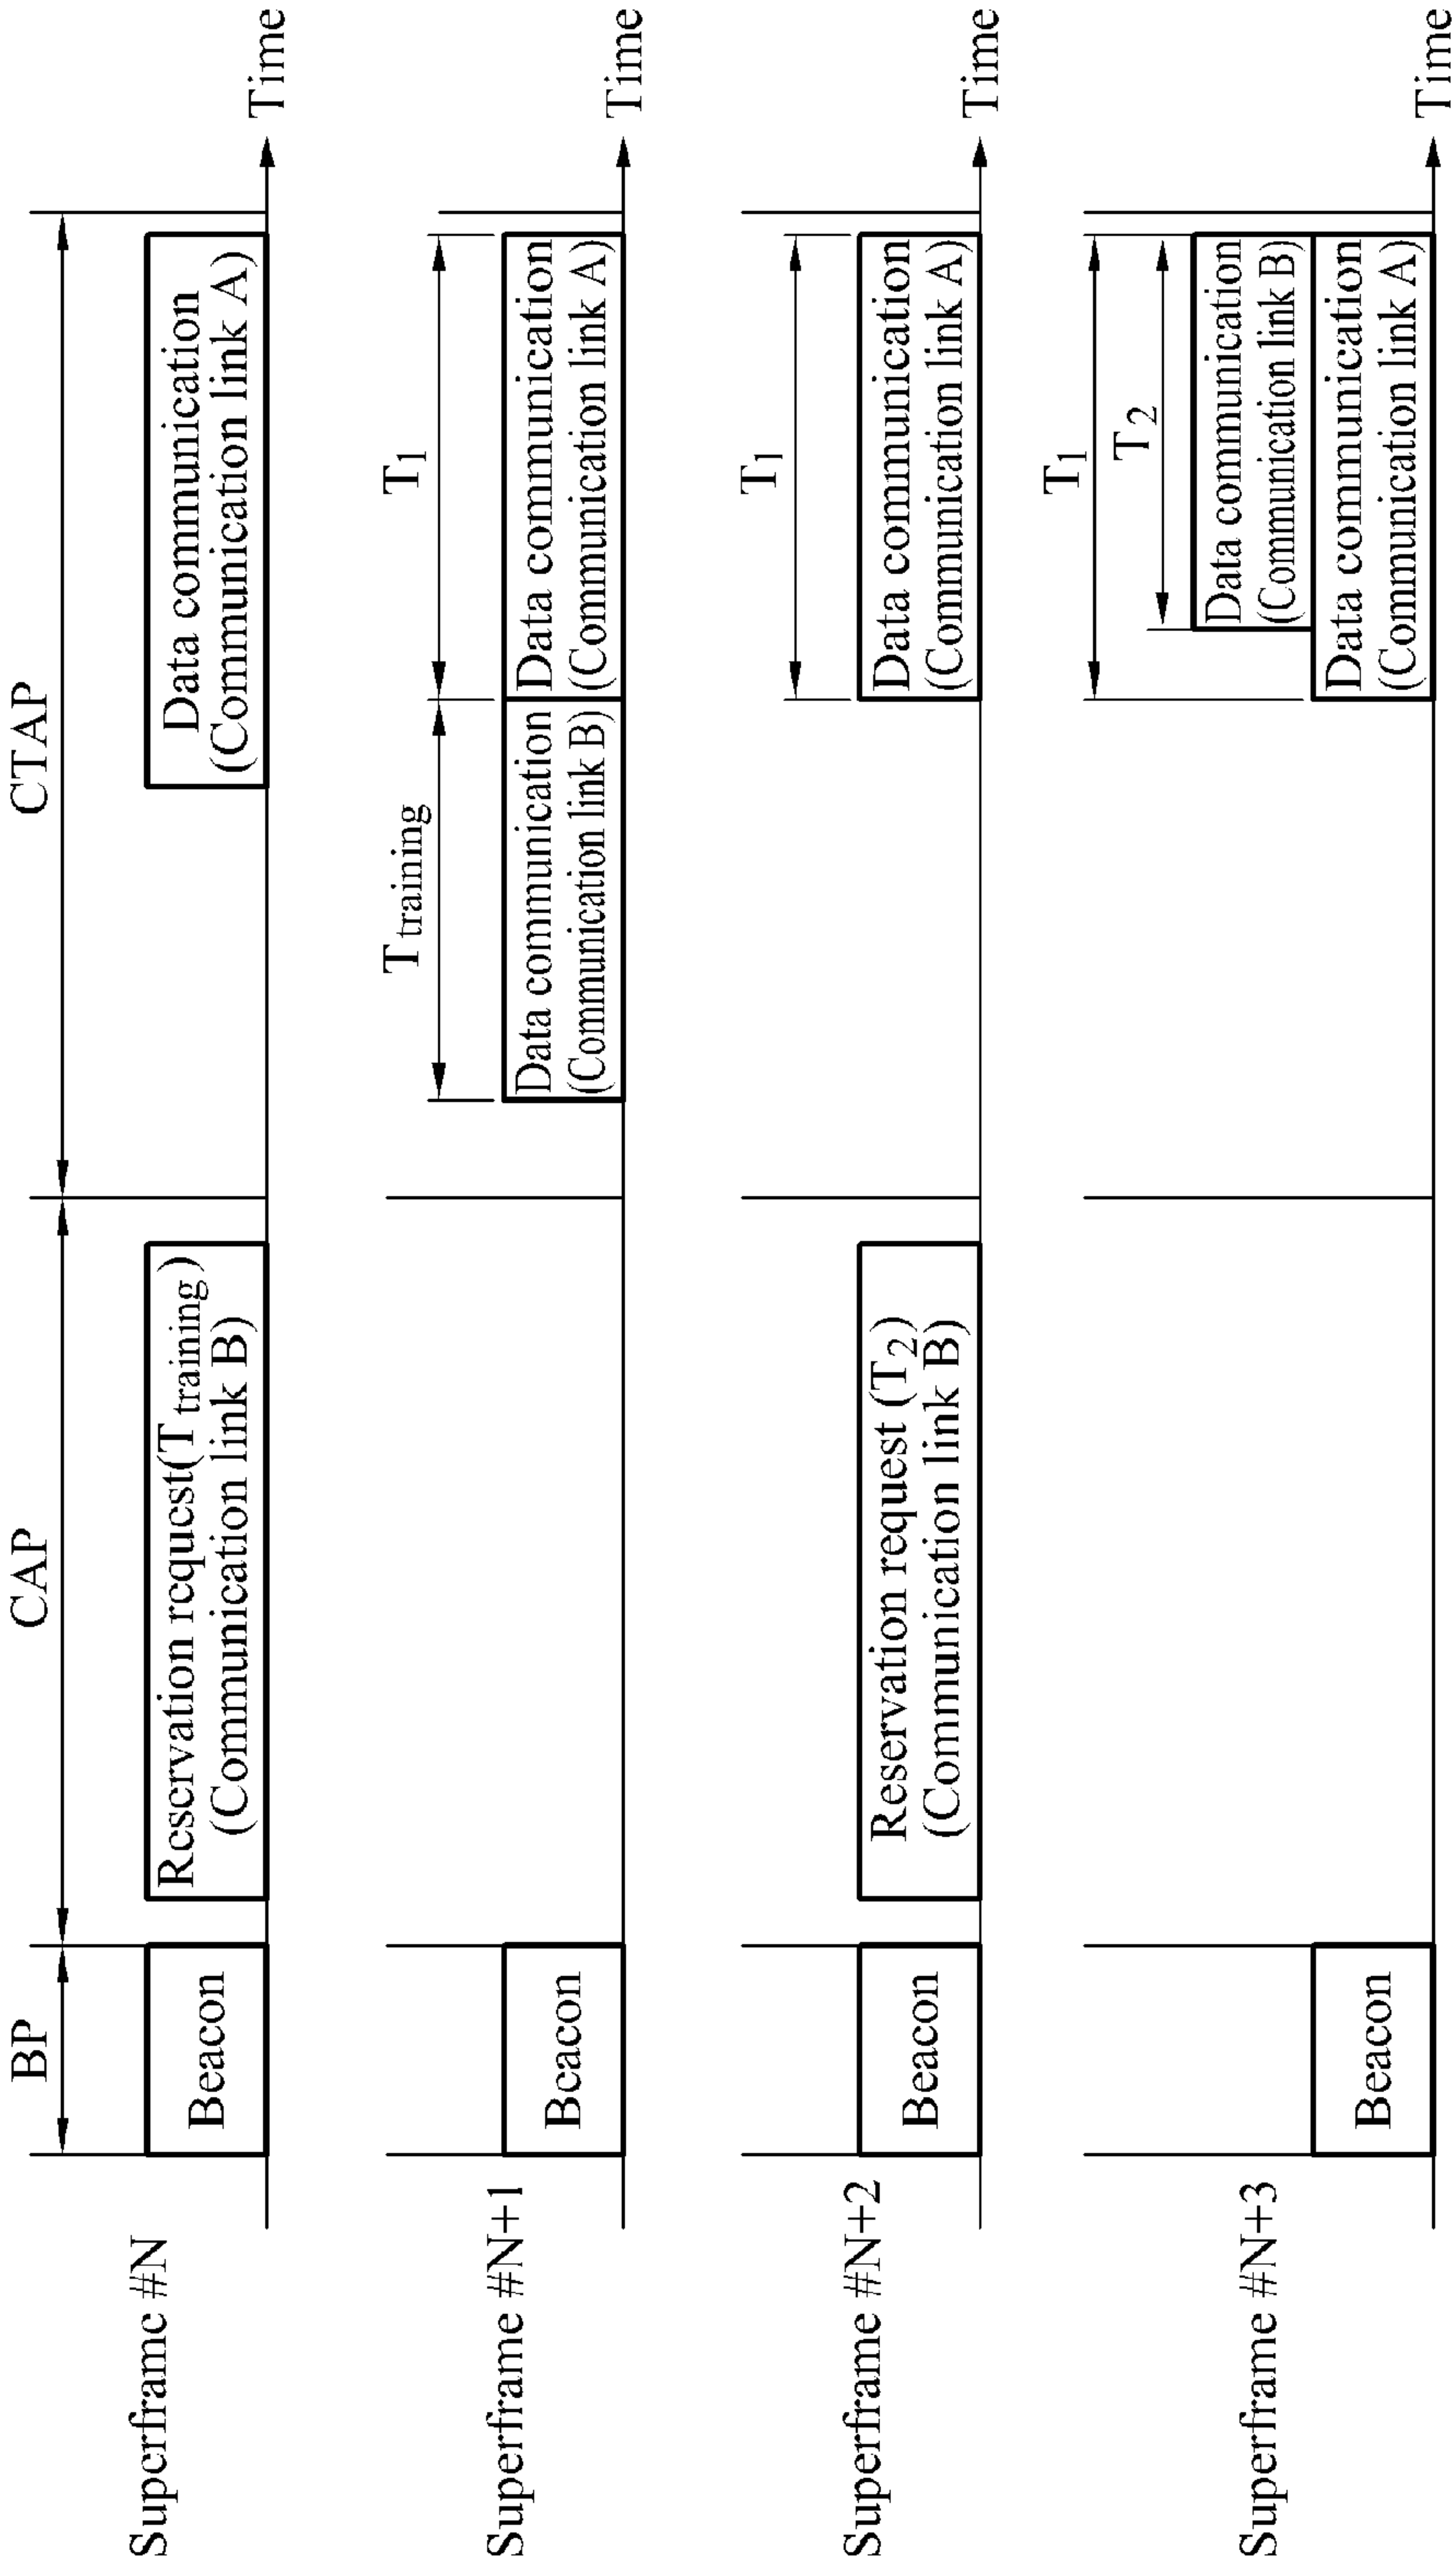 BP
CAP
CTAP
Superframe #N
Beacon
Reservation request(T training)
(Communication link B)
Data communication
(Communication link A)
Time
T training
T1
Superframe #N+1
Beacon
Data communication
(Communication link B)
Data communication
(Communication link A)
Time
T1
Superframe #N+2
Beacon
Reservation request (T2)
(Communication link B)
Data communication
(Communication link A)
Time
T1
T2
Data communication
(Communication link B)
Superframe #N+3
Beacon
Data communication
(Communication link A)
Time